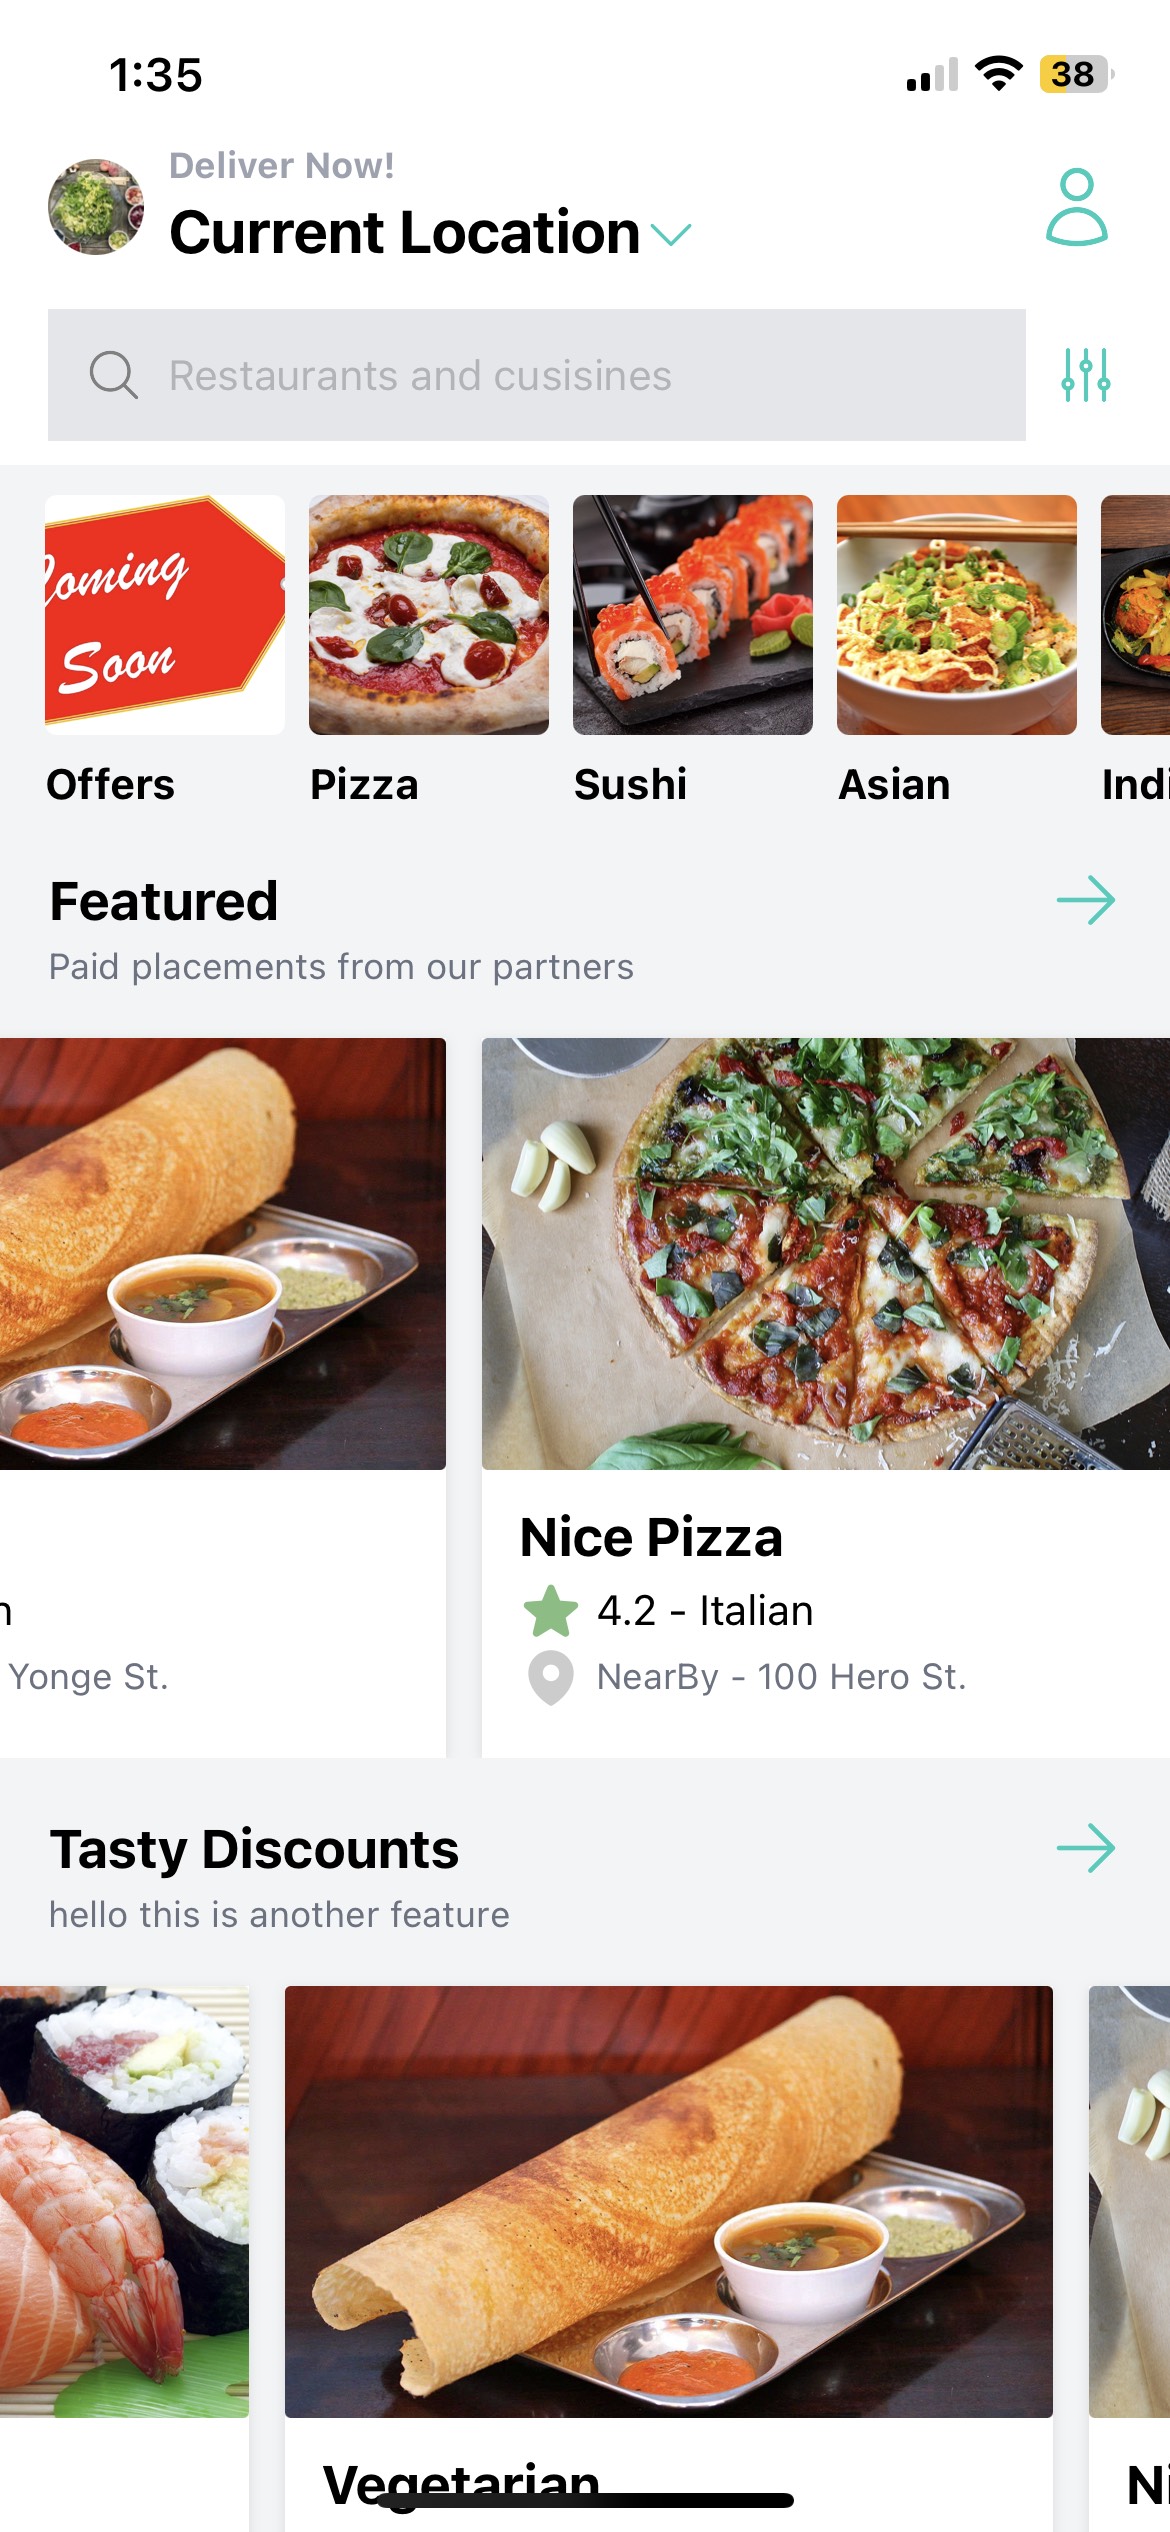 1:35
38
Deliver Now!
Current Location
Restaurants and cusisines
Coming
Soon
Offers
Pizza
Sushi
Asian
Indi
Featured
Paid placements from our partners
n
Yonge St.
Nice Pizza
4.2 - Italian
NearBy - 100 Hero St.
Tasty Discounts
hello this is another feature
Vegetarian
Ni